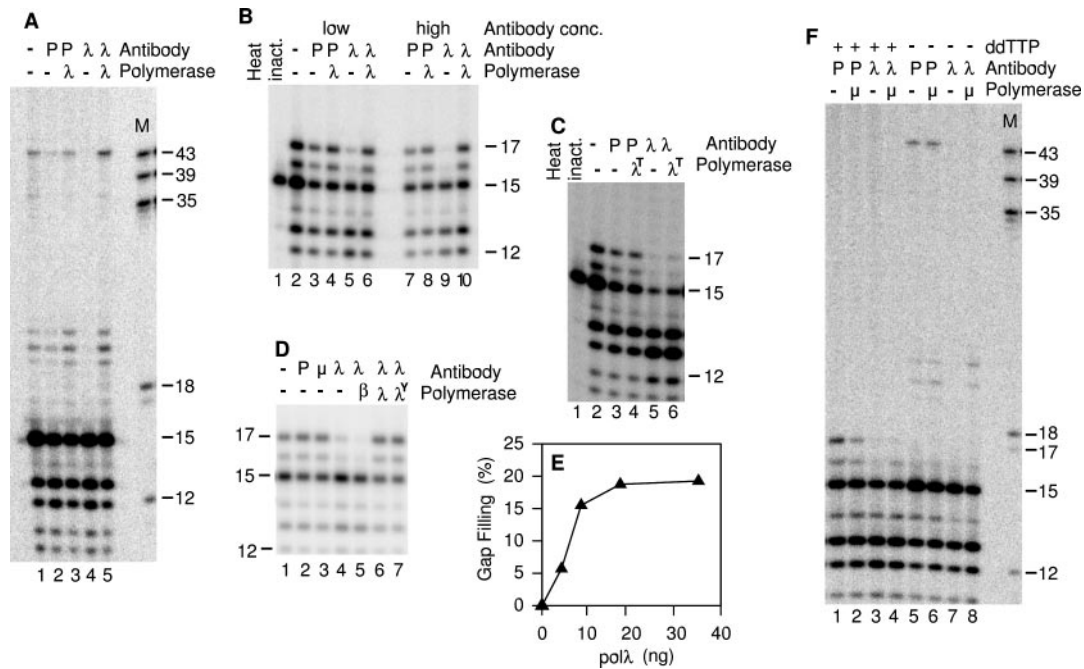 A
- P P λ λ Antibody
- - λ - λ Polymerase
M
43
39
35
18
15
12
1 2 3 4 5
B
low high Antibody conc.
Heat inact. - P P λ λ P P λ λ Antibody
- - λ - λ - λ - λ Polymerase
17
15
12
1 2 3 4 5 6 7 8 9 10
C
Heat inact. - P P λ λ Antibody
- - λT - λT Polymerase
17
15
12
1 2 3 4 5 6
D
- P μ λ λ λ λ Antibody
- - - - β λ λY Polymerase
17
15
12
1 2 3 4 5 6 7
E
Gap Filling (%)
25
20
15
10
5
0
0 10 20 30 40
polλ (ng)
F
+ + + + - - - - ddTTP
P P λ λ P P λ λ Antibody
- μ - μ - μ - μ Polymerase
M
43
39
35
18
17
15
12
1 2 3 4 5 6 7 8